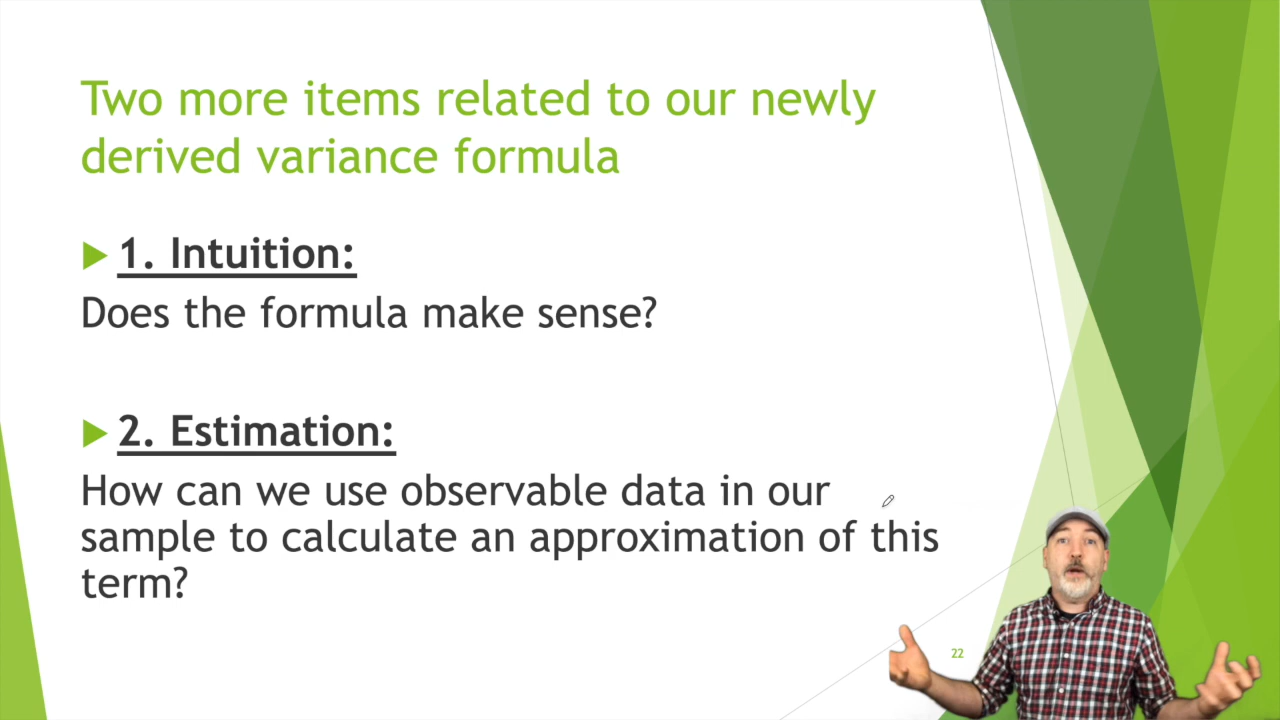 Two more items related to our newly
derived variance formula
1. Intuition:
Does the formula make sense?
2. Estimation:
How can we use observable data in our
sample to calculate an approximation of this
term?
22